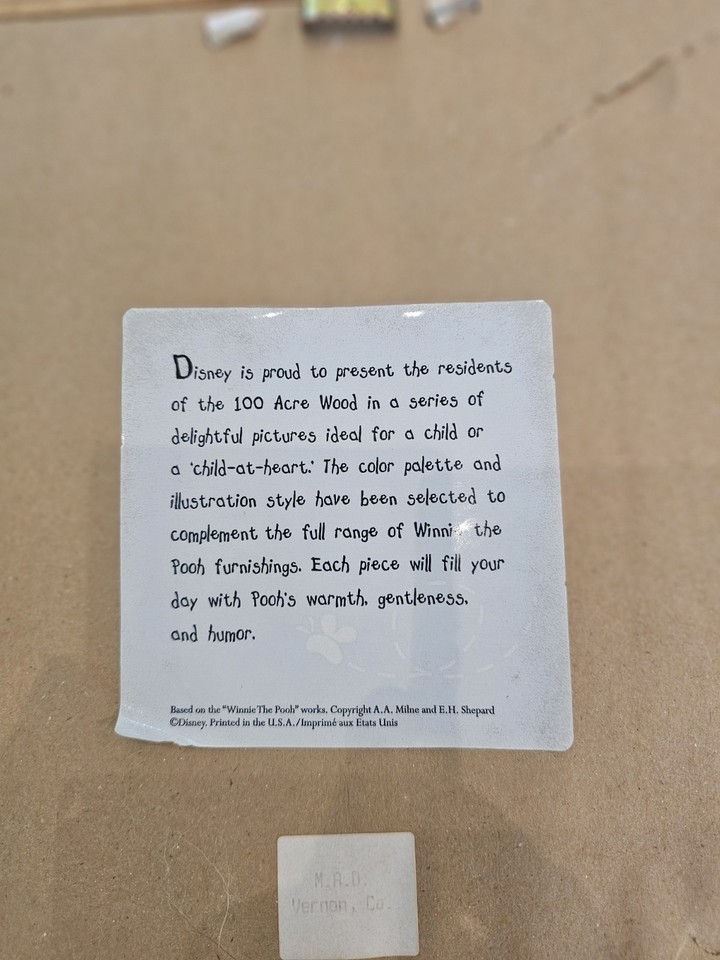 Disney is proud to present the residents
of the 100 Acre Wood in a series of
delightful pictures ideal for a child or
a 'child-at-heart.' The color palette and
illustration style have been selected to
complement the full range of Winnie the
Pooh furnishings. Each piece will fill your
day with Pooh's warmth, gentleness,
and humor.
Based on the "Winnie The Pooh" works. Copyright A.A. Milne and E.H. Shepard
©Disney. Printed in the U.S.A./Imprimé aux Etats Unis
M.A.D.
Vernon, Ca.